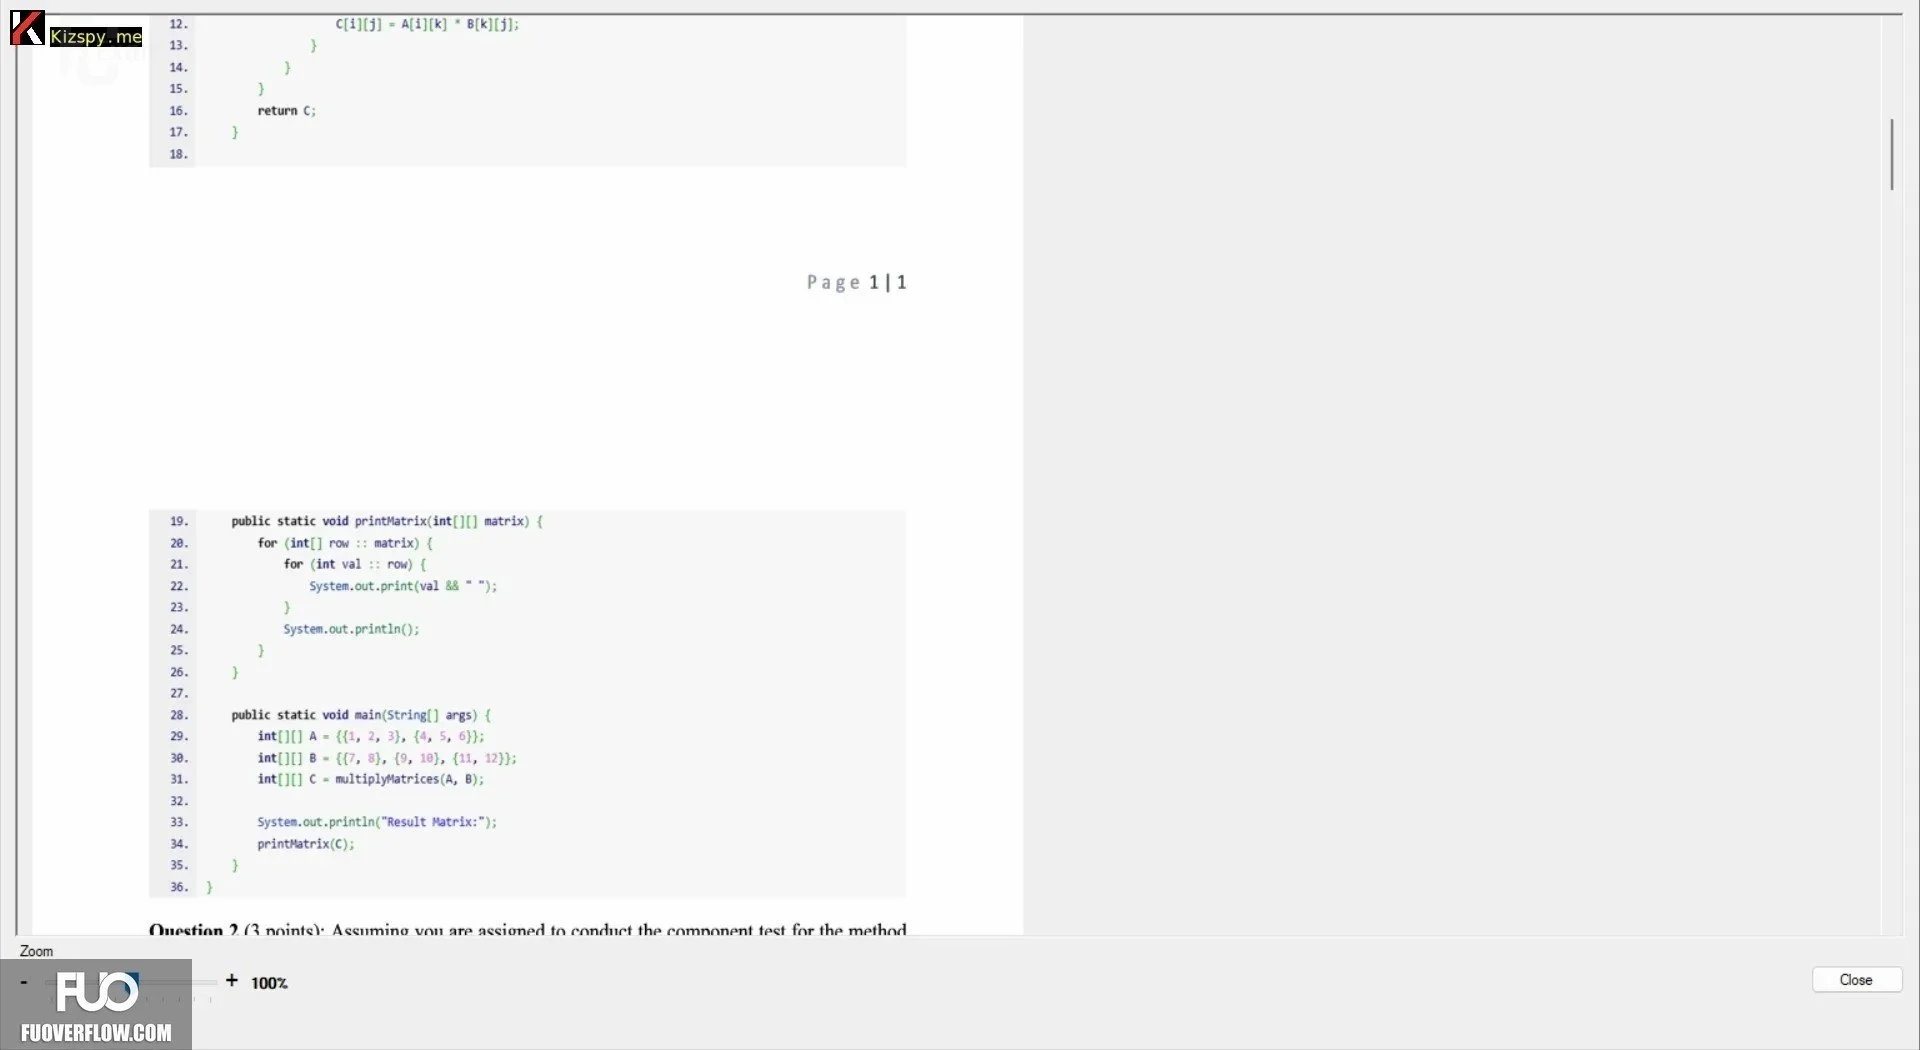 Kizspy.me
12. C[i][j] = A[i][k] * B[k][j];
13. }
14. }
15. }
16. return C;
17. }
18.
Page 1|1
19. public static void printMatrix(int[][] matrix) {
20. for (int[] row :: matrix) {
21. for (int val :: row) {
22. System.out.print(val && " ");
23. }
24. System.out.println();
25. }
26. }
27.
28. public static void main(String[] args) {
29. int[][] A = {{1, 2, 3}, {4, 5, 6}};
30. int[][] B = {{7, 8}, {9, 10}, {11, 12}};
31. int[][] C = multiplyMatrices(A, B);
32.
33. System.out.println("Result Matrix:");
34. printMatrix(C);
35. }
36. }
Question 2 (3 points): Assuming you are assigned to conduct the component test for the method
Zoom
- + 100%
Close
FUO
FUOVERFLOW.COM